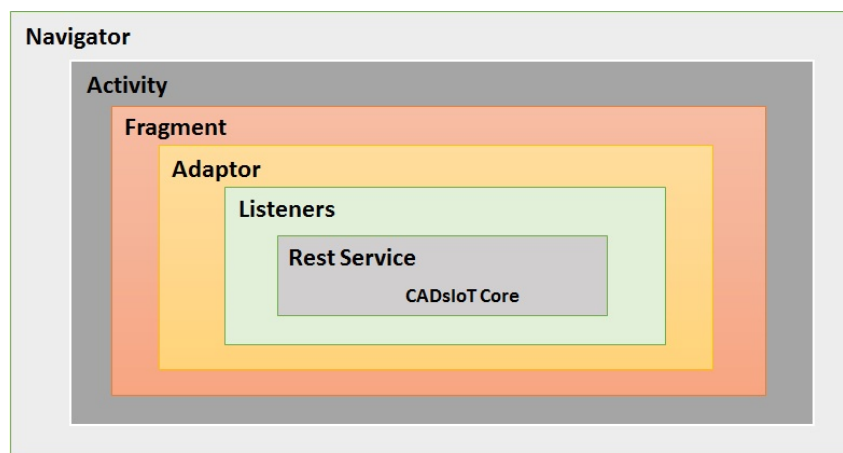 Navigator
Activity
Fragment
Adaptor
Listeners
Rest Service
CADsIoT Core